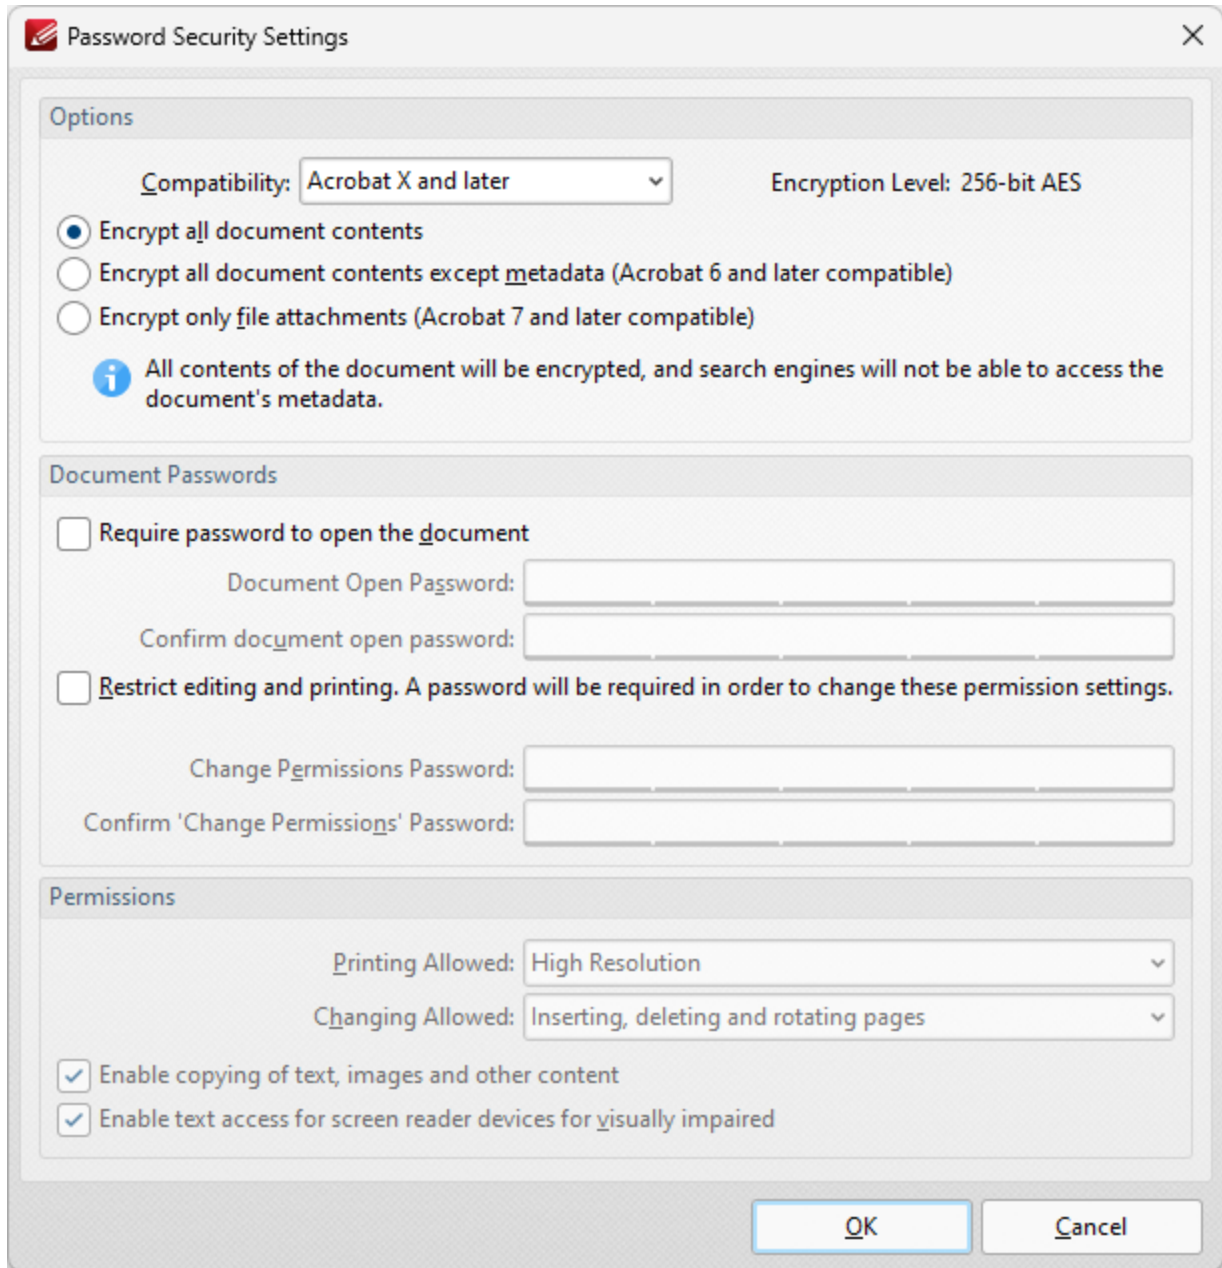 Password Security Settings
Options
Compatibility: Acrobat X and later Encryption Level: 256-bit AES
Encrypt all document contents
Encrypt all document contents except metadata (Acrobat 6 and later compatible)
Encrypt only file attachments (Acrobat 7 and later compatible)
All contents of the document will be encrypted, and search engines will not be able to access the
document's metadata.
Document Passwords
Require password to open the document
Document Open Password:
Confirm document open password:
Restrict editing and printing. A password will be required in order to change these permission settings.
Change Permissions Password:
Confirm 'Change Permissions' Password:
Permissions
Printing Allowed: High Resolution
Changing Allowed: Inserting, deleting and rotating pages
Enable copying of text, images and other content
Enable text access for screen reader devices for visually impaired
OK Cancel